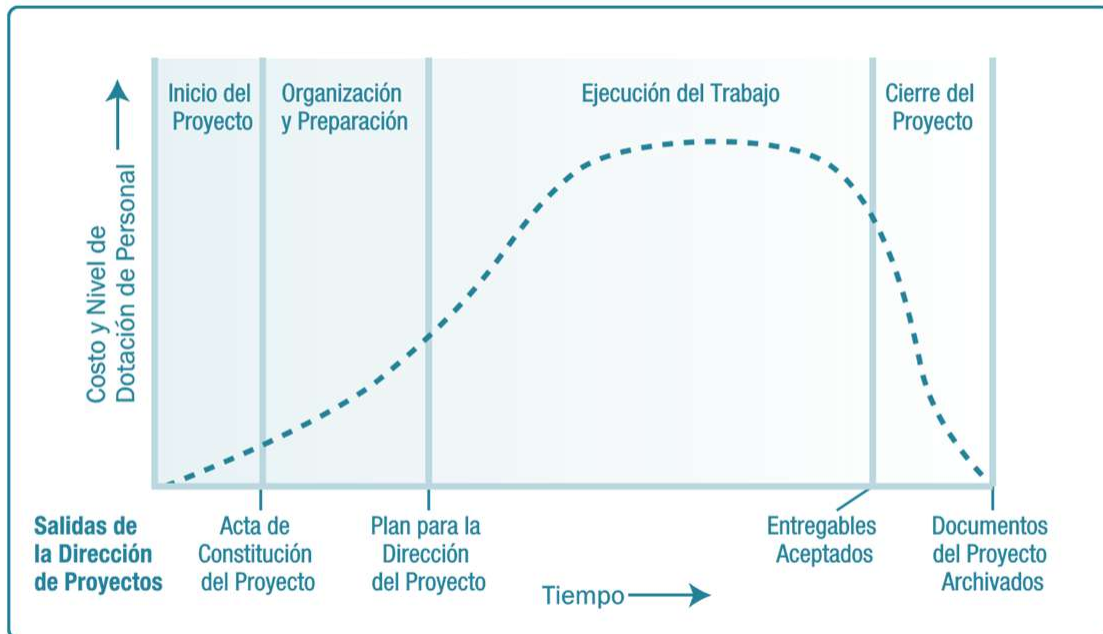 Inicio del
Proyecto
Organización
y Preparación
Ejecución del Trabajo
Cierre del
Proyecto
Costo y Nivel de
Dotación de Personal
Salidas de
la Dirección
de Proyectos
Acta de
Constitución
del Proyecto
Plan para la
Dirección
del Proyecto
Entregables
Aceptados
Documentos
del Proyecto
Archivados
Tiempo